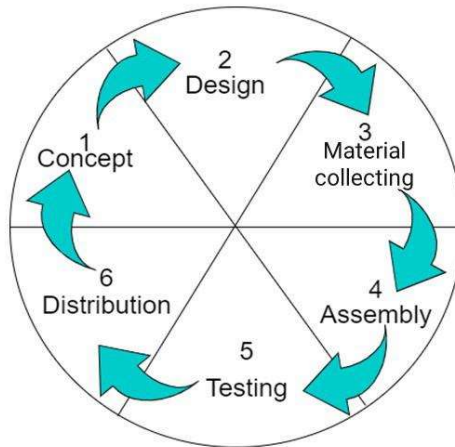 1
Concept
2
Design
3
Material
collecting
4
Assembly
5
Testing
6
Distribution